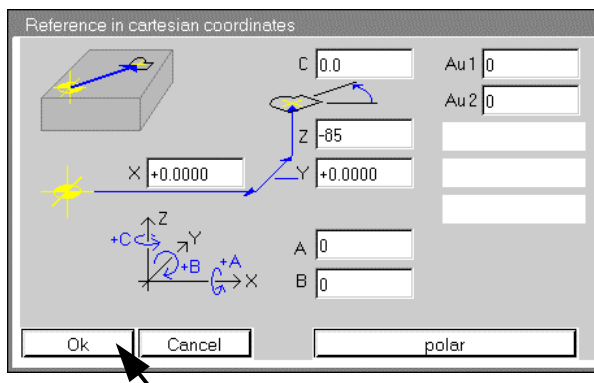 Reference in cartesian coordinates
C 0.0 Au1 0
Au2 0
Z -85
X +0.0000 Y +0.0000
Z
+C Y
+B +A X
A 0
B 0
Ok Cancel polar